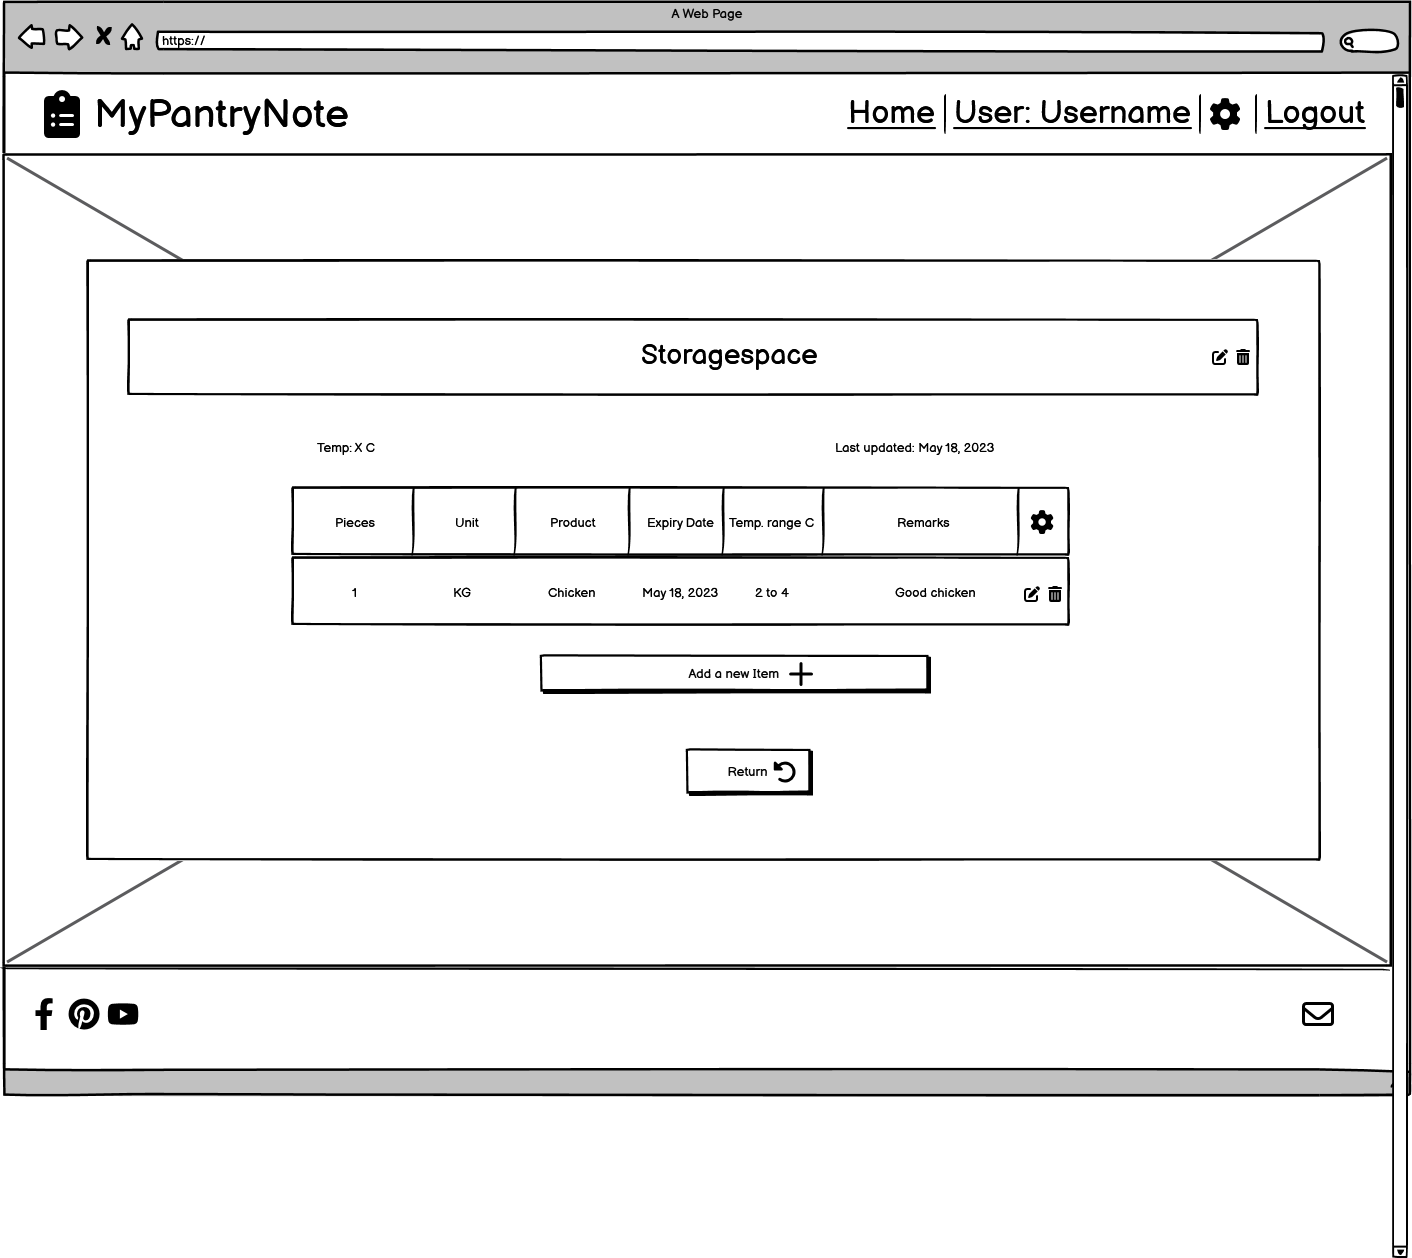 A Web Page
https://
MyPantryNote
Home
User: Username
Logout
Storagespace
Temp: X C
Last updated: May 18, 2023
Pieces
Unit
Product
Expiry Date
Temp. range C
Remarks
1
KG
Chicken
May 18, 2023
2 to 4
Good chicken
Add a new Item
Return